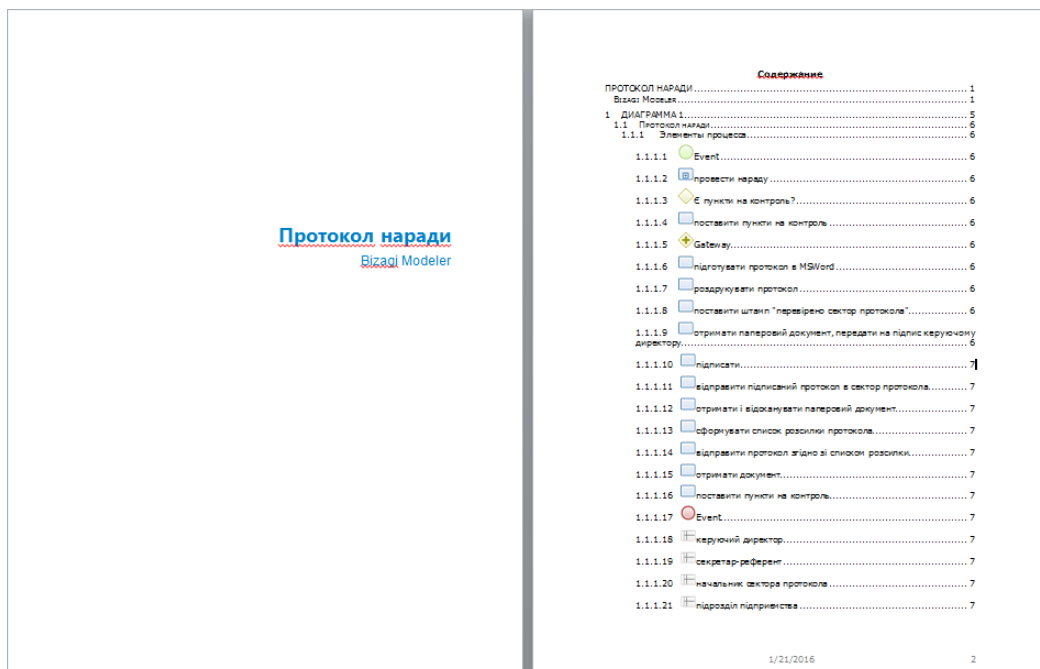 Протокол наради
Bizagi Modeler
Содержание
ПРОТОКОЛ НАРАДИ 1
Bizagi Modeler 1
1 ДИАГРАММА 1 5
1.1 Протокол наради 6
1.1.1 Элементы процесса 6
1.1.1.1 Event 6
1.1.1.2 провести нараду 6
1.1.1.3 Є пункти на контроль? 6
1.1.1.4 поставити пункти на контроль 6
1.1.1.5 Gateway 6
1.1.1.6 підготувати протокол в MSWord 6
1.1.1.7 роздрукувати протокол 6
1.1.1.8 поставити штамп "перевірено сектор протокола" 6
1.1.1.9 отримати паперовий документ, передати на підпис керуючому
директору 6
1.1.1.10 підписати 7
1.1.1.11 відправити підписаний протокол в сектор протокола 7
1.1.1.12 отримати і відсканувати паперовий документ 7
1.1.1.13 сформувати список розсилки протокола 7
1.1.1.14 відправити протокол згідно зі списком розсилки 7
1.1.1.15 отримати документ 7
1.1.1.16 поставити пункти на контроль 7
1.1.1.17 Event 7
1.1.1.18 керуючий директор 7
1.1.1.19 секретар-референт 7
1.1.1.20 начальник сектора протокола 7
1.1.1.21 підрозділ підприємства 7
1/21/2016 2